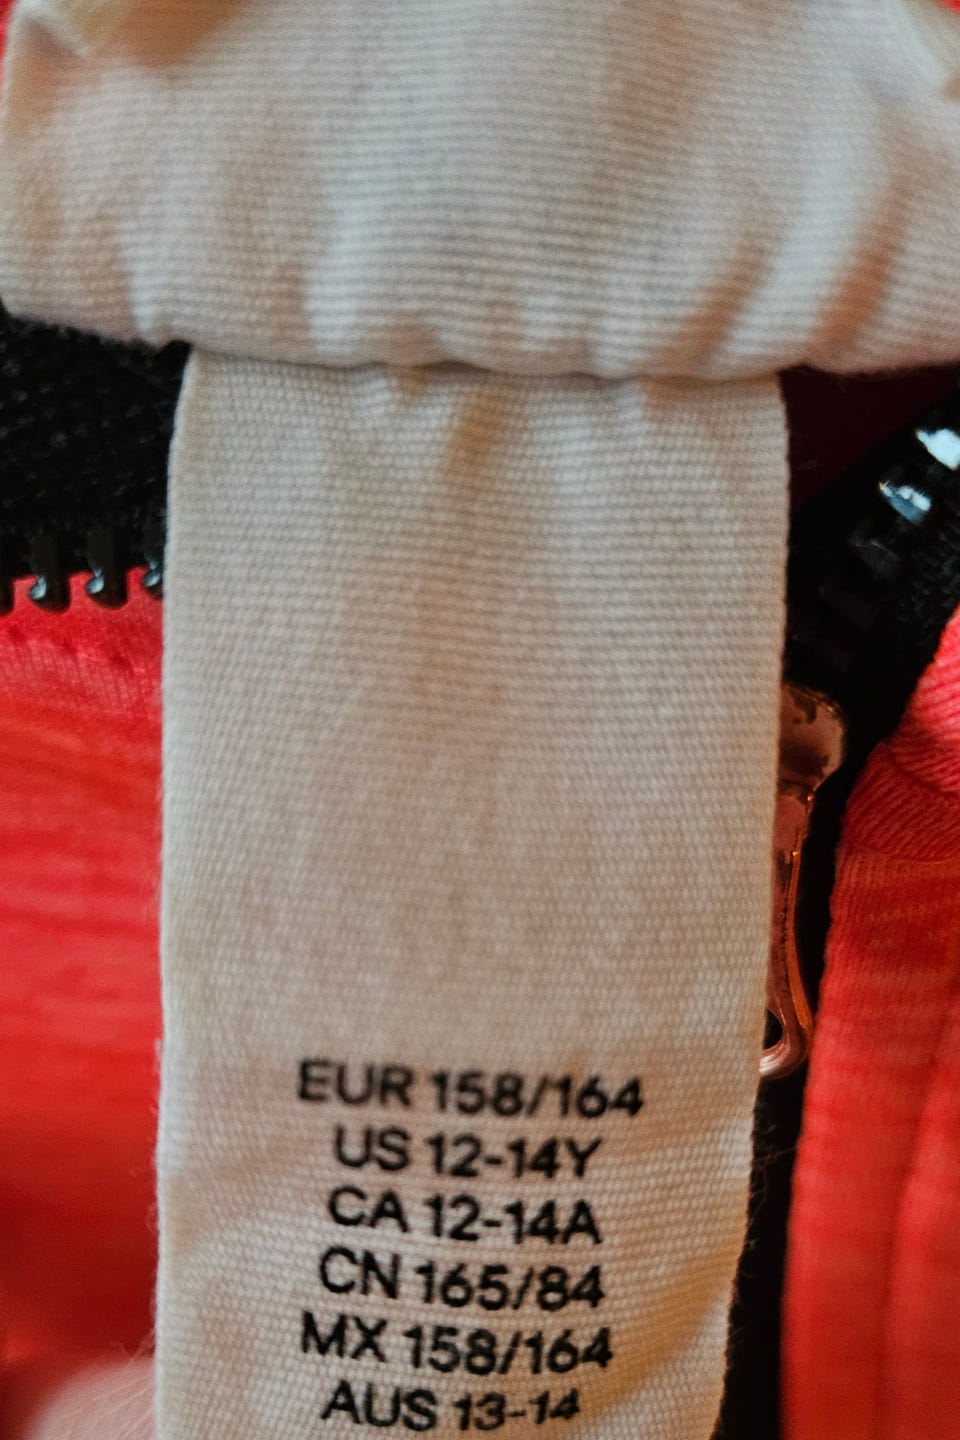 EUR 158/164
US 12-14Y
CA 12-14A
CN 165/84
MX 158/164
AUS 13-14